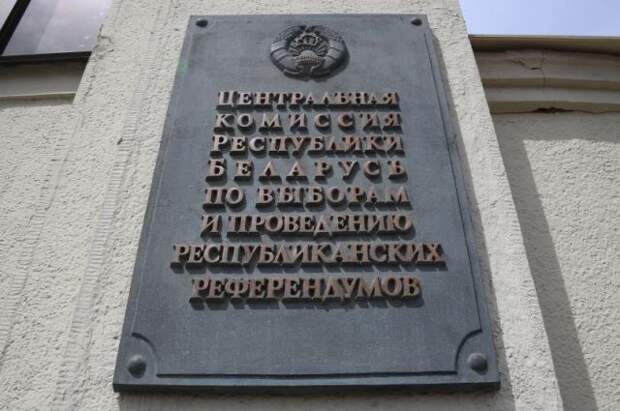 Центральная
комиссия
Республики
Беларусь
по выборам
и проведению
республиканских
референдумов